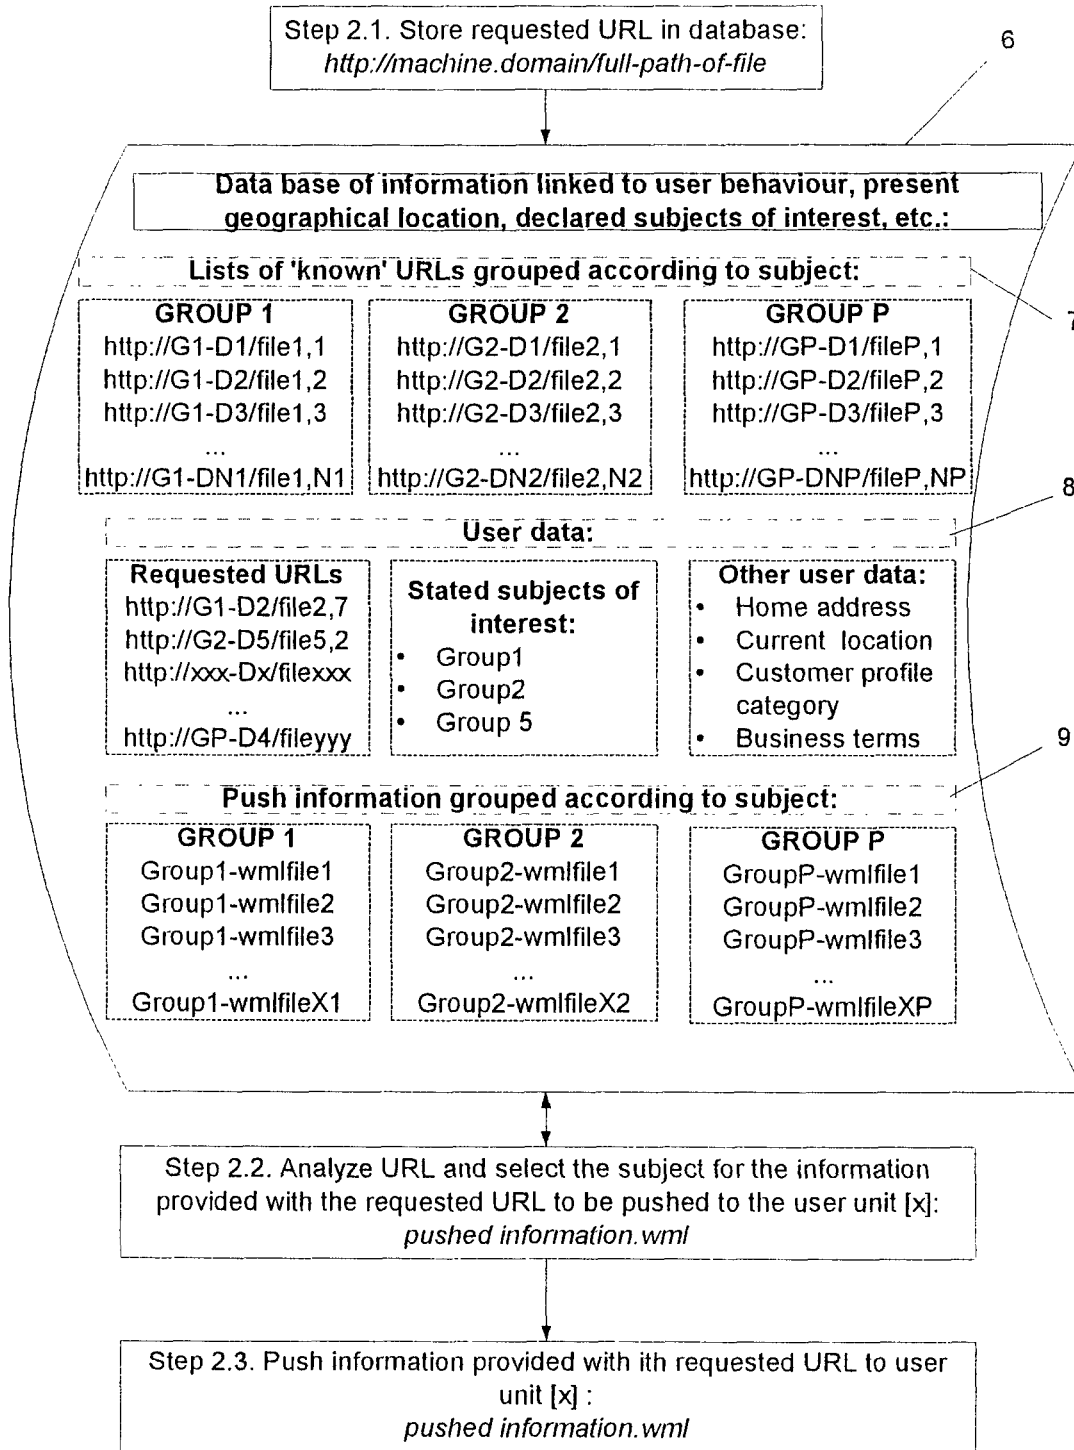 Step 2.1. Store requested URL in database:
http://machine.domain/full-path-of-file
6
Data base of information linked to user behaviour, present
geographical location, declared subjects of interest, etc.:
Lists of 'known' URLs grouped according to subject:
7
GROUP 1
http://G1-D1/file1,1
http://G1-D2/file1,2
http://G1-D3/file1,3
...
http://G1-DN1/file1,N1
GROUP 2
http://G2-D1/file2,1
http://G2-D2/file2,2
http://G2-D3/file2,3
...
http://G2-DN2/file2,N2
GROUP P
http://GP-D1/fileP,1
http://GP-D2/fileP,2
http://GP-D3/fileP,3
...
http://GP-DNP/fileP,NP
8
User data:
Requested URLs
http://G1-D2/file2,7
http://G2-D5/file5,2
http://xxx-Dx/filexxx
...
http://GP-D4/fileyyy
Stated subjects of
interest:
• Group1
• Group2
• Group 5
Other user data:
• Home address
• Current location
• Customer profile
category
• Business terms
9
Push information grouped according to subject:
GROUP 1
Group1-wmlfile1
Group1-wmlfile2
Group1-wmlfile3
...
Group1-wmlfileX1
GROUP 2
Group2-wmlfile1
Group2-wmlfile2
Group2-wmlfile3
...
Group2-wmlfileX2
GROUP P
GroupP-wmlfile1
GroupP-wmlfile2
GroupP-wmlfile3
...
GroupP-wmlfileXP
Step 2.2. Analyze URL and select the subject for the information
provided with the requested URL to be pushed to the user unit [x]:
pushed information.wml
Step 2.3. Push information provided with ith requested URL to user
unit [x] :
pushed information.wml